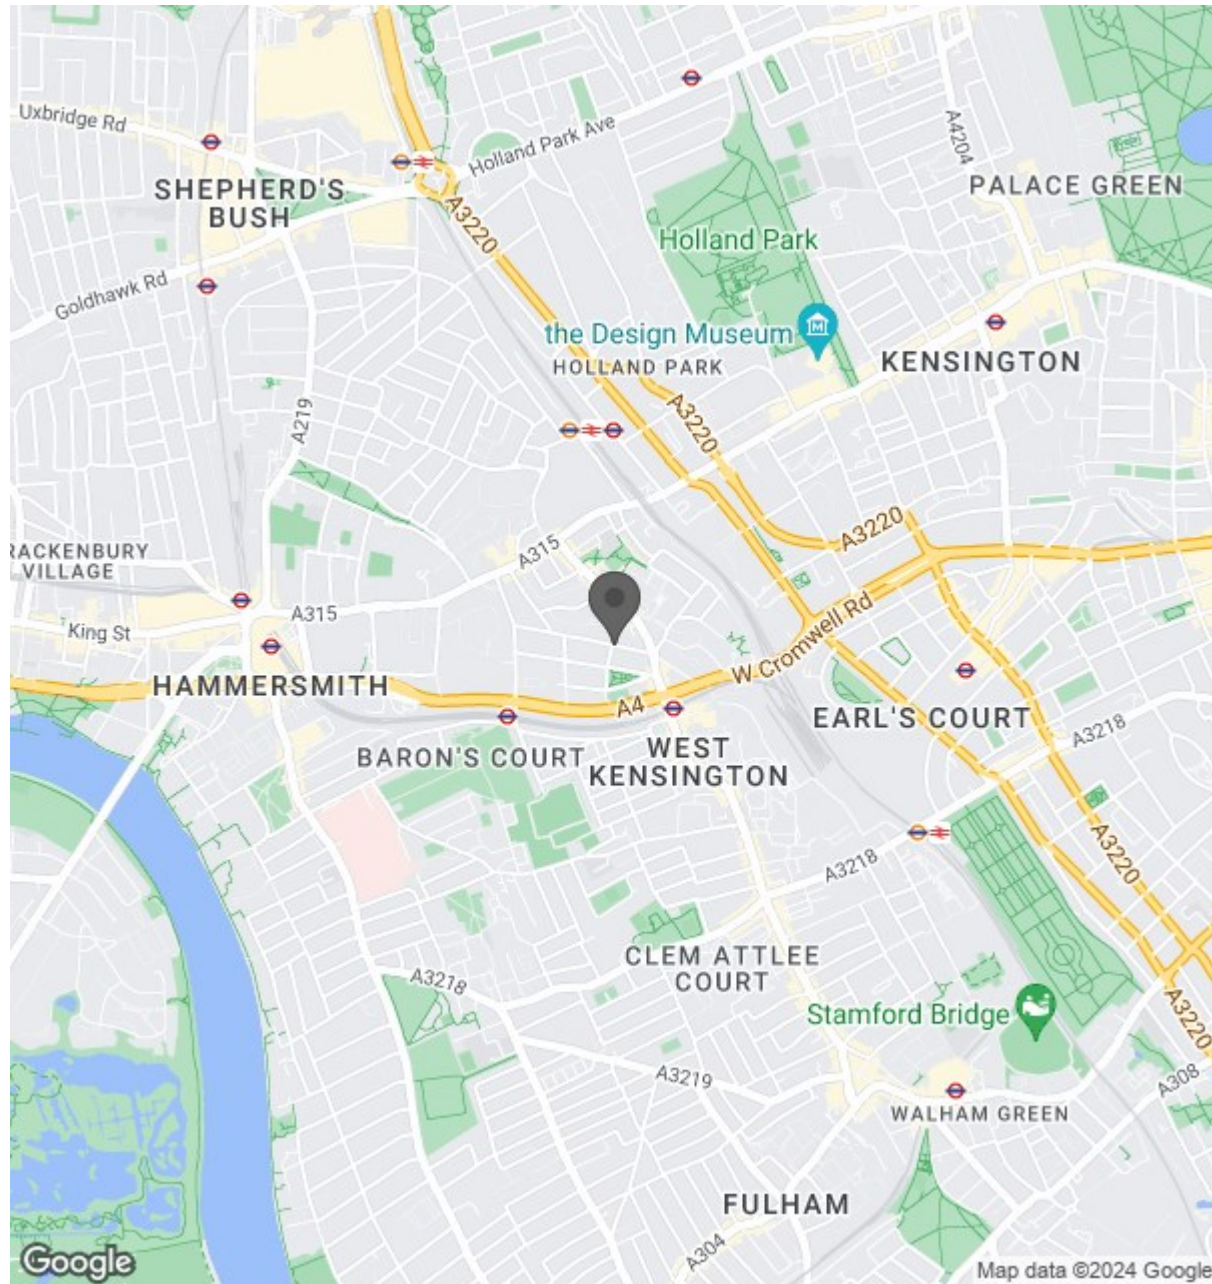 Uxbridge Rd
Holland Park Ave
A4204
SHEPHERD'S
BUSH
PALACE GREEN
A3220
Holland Park
Goldhawk Rd
the Design Museum
HOLLAND PARK
KENSINGTON
A219
A3220
A315
A3220
RACKENBURY
VILLAGE
A315
King St
W Cromwell Rd
HAMMERSMITH
A4
EARL'S COURT
A3218
BARON'S COURT
WEST
KENSINGTON
A3220
A3218
CLEM ATTLEE
COURT
A3218
Stamford Bridge
A3220
A3219
A308
WALHAM GREEN
FULHAM
A304
Google
Map data ©2024 Google